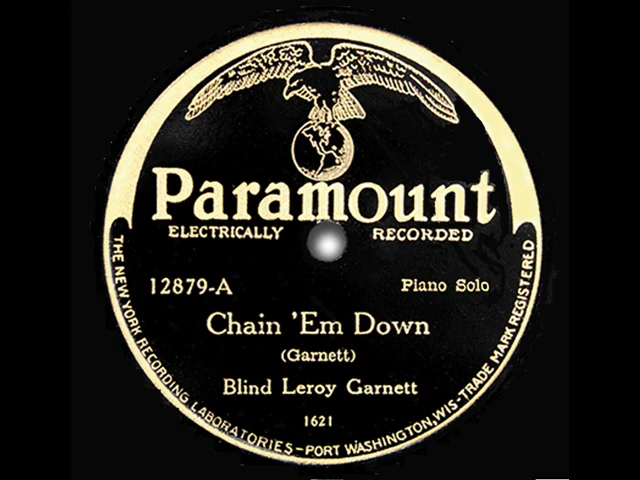 Paramount
ELECTRICALLY RECORDED
12879-A Piano Solo
Chain 'Em Down
(Garnett)
Blind Leroy Garnett
1621
THE NEW YORK RECORDING LABORATORIES-PORT WASHINGTON, WIS-TRADE MARK REGISTERED